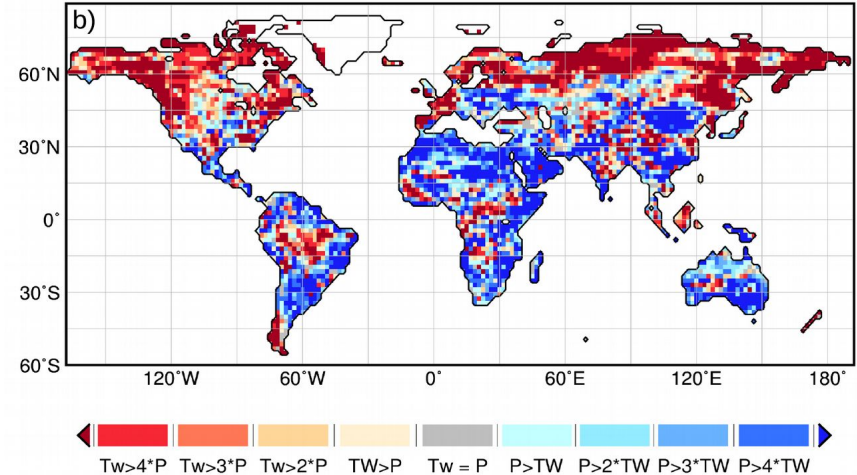 b)
60˚N
30˚N
0˚
30˚S
60˚S
120˚W 60˚W 0˚ 60˚E 120˚E 180˚
Tw>4*P Tw>3*P Tw>2*P TW>P Tw = P P>TW P>2*TW P>3*TW P>4*TW